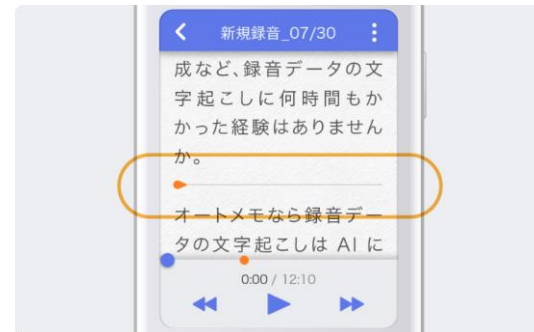 新規録音_07/30
成など、録音データの文
字起こしに何時間もか
かった経験はありません
か。
オートメモなら録音デー
タの文字起こしは AI に
0:00 / 12:10